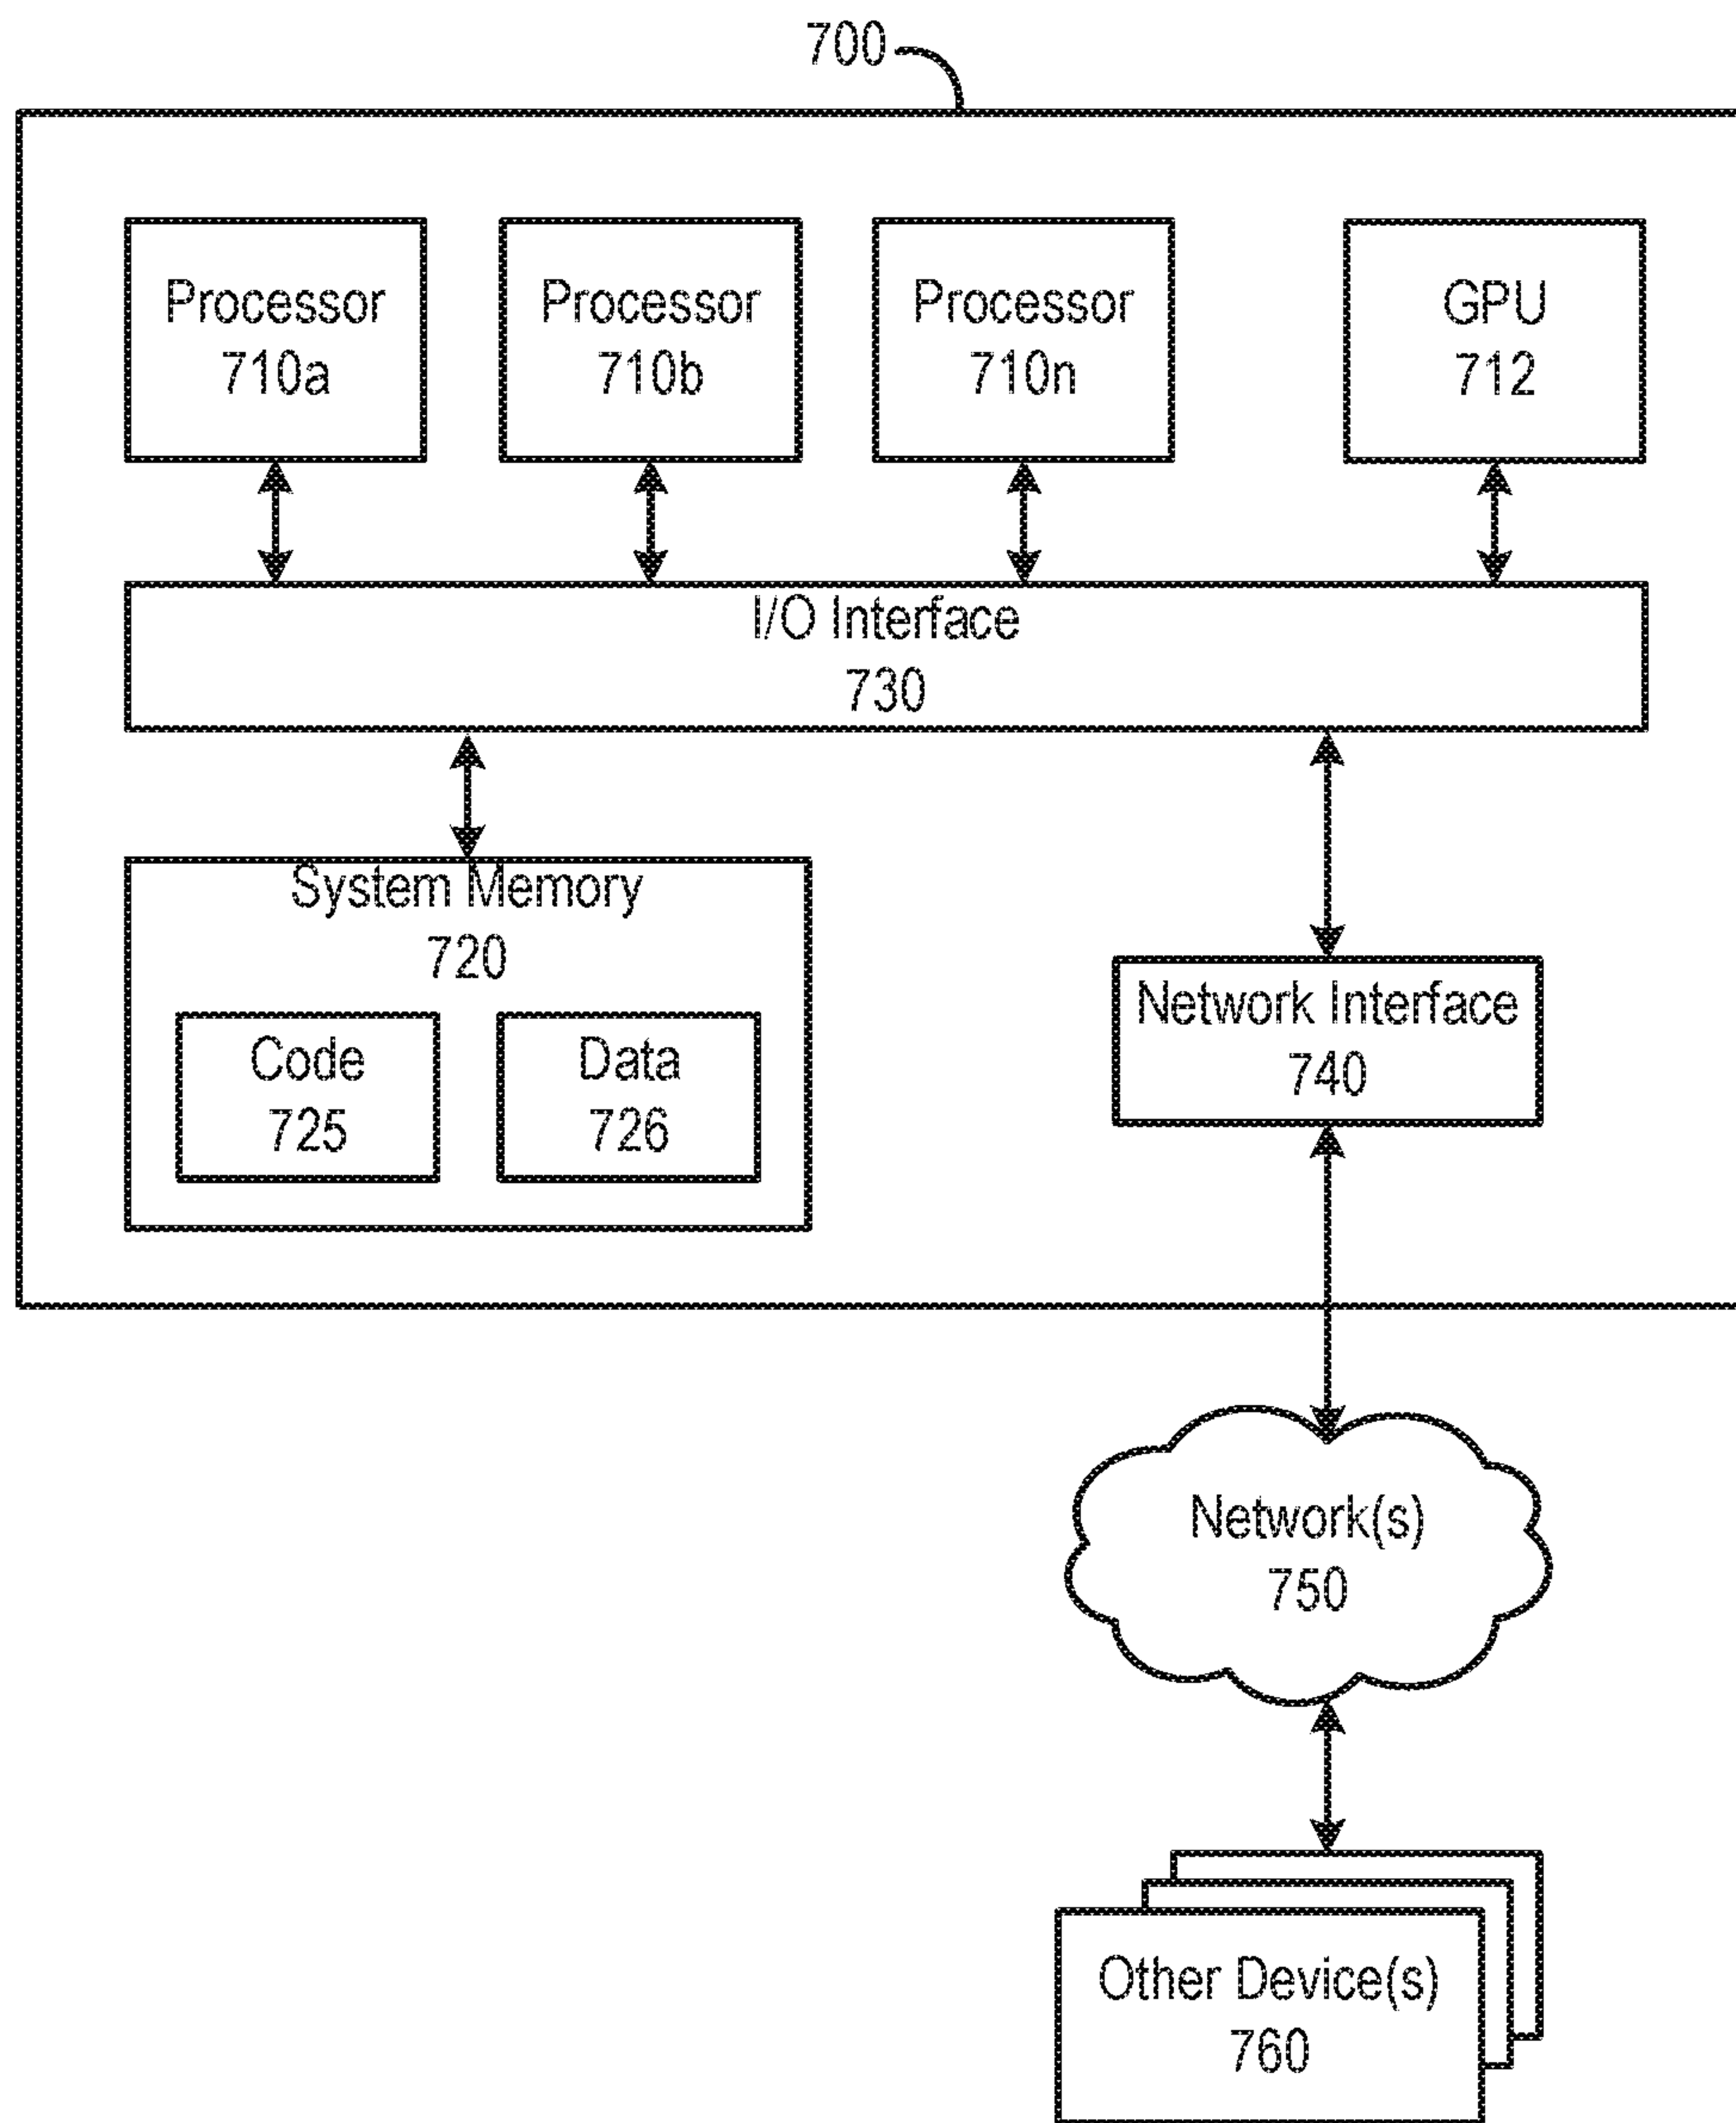 700
Processor
710a
Processor
710b
Processor
710n
GPU
712
I/O Interface
730
System Memory
720
Code
725
Data
726
Network Interface
740
Network(s)
750
Other Device(s)
760